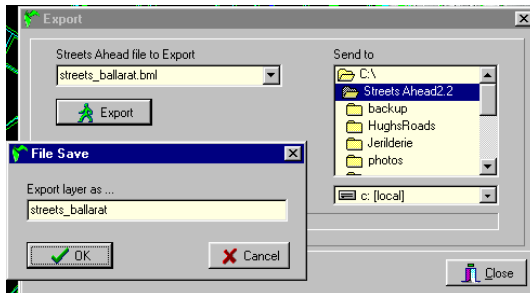 Export
Streets Ahead file to Export
streets_ballarat.bml
Export
Send to
C:\
Streets Ahead2.2
backup
HughsRoads
Jerilderie
photos
c: [local]
Close
File Save
Export layer as ...
streets_ballarat
OK
Cancel